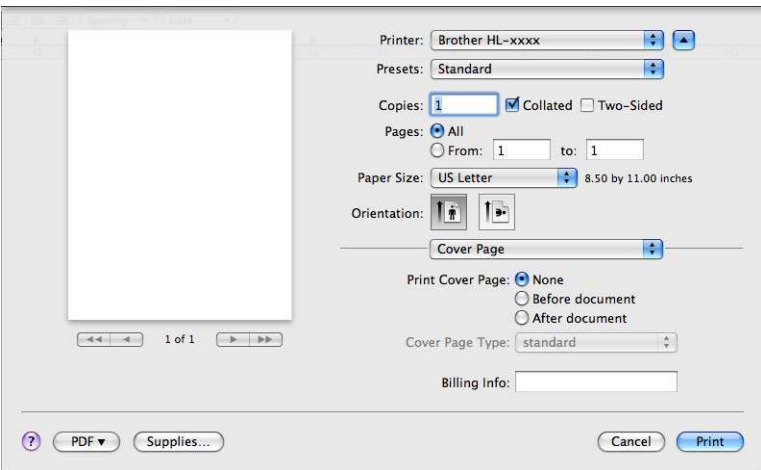 Printer: Brother HL-xxxx
Presets: Standard
Copies: 1 Collated Two-Sided
Pages: All
From: 1 to: 1
Paper Size: US Letter 8.50 by 11.00 inches
Orientation:
Cover Page
Print Cover Page: None
Before document
After document
1 of 1
Cover Page Type: standard
Billing Info:
? PDF Supplies... Cancel Print